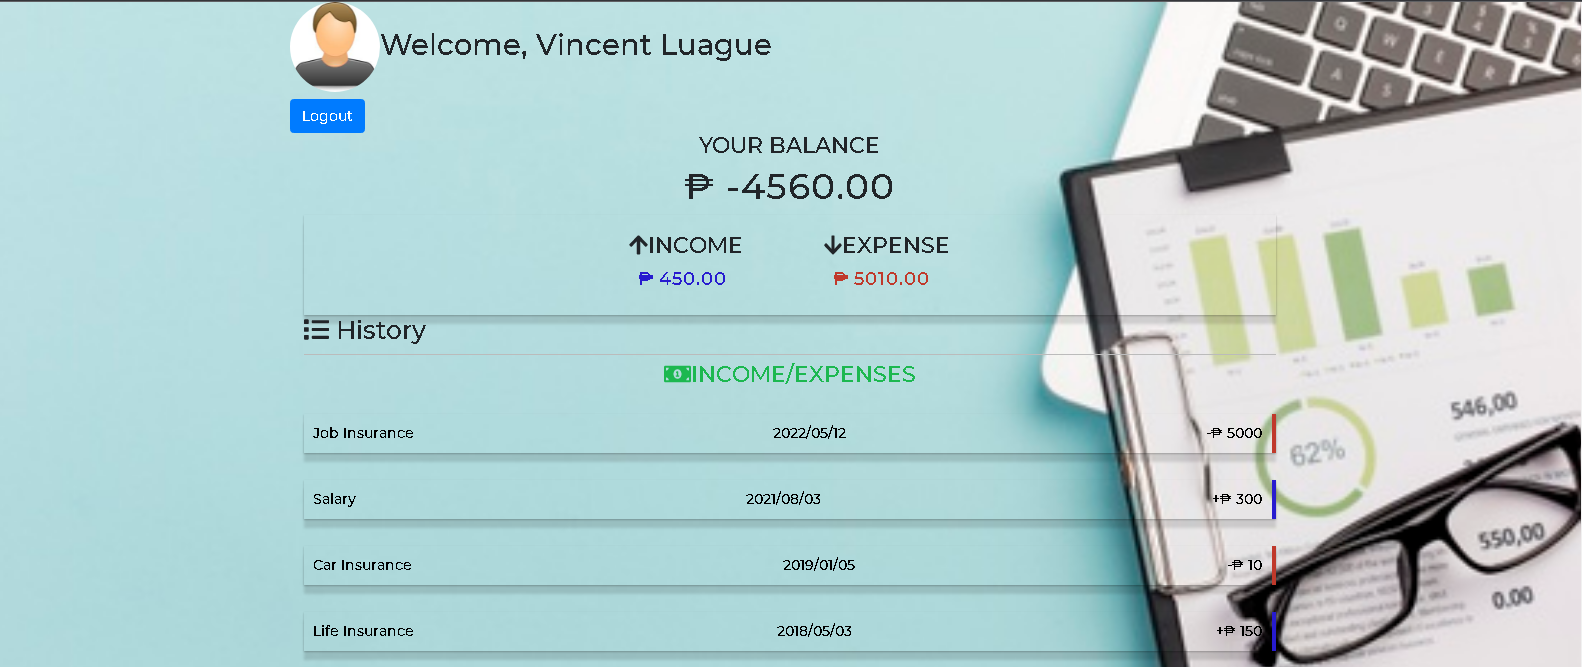 Welcome, Vincent Luague
Logout
YOUR BALANCE
₱ -4560.00
INCOME
EXPENSE
₱ 450.00
₱ 5010.00
History
INCOME/EXPENSES
Job Insurance 2022/05/12 -₱ 5000
Salary 2021/08/03 +₱ 300
Car Insurance 2019/01/05 -₱ 10
Life Insurance 2018/05/03 +₱ 150
Q
W
E
R
A
S
546,00
62%
550,00
0.00